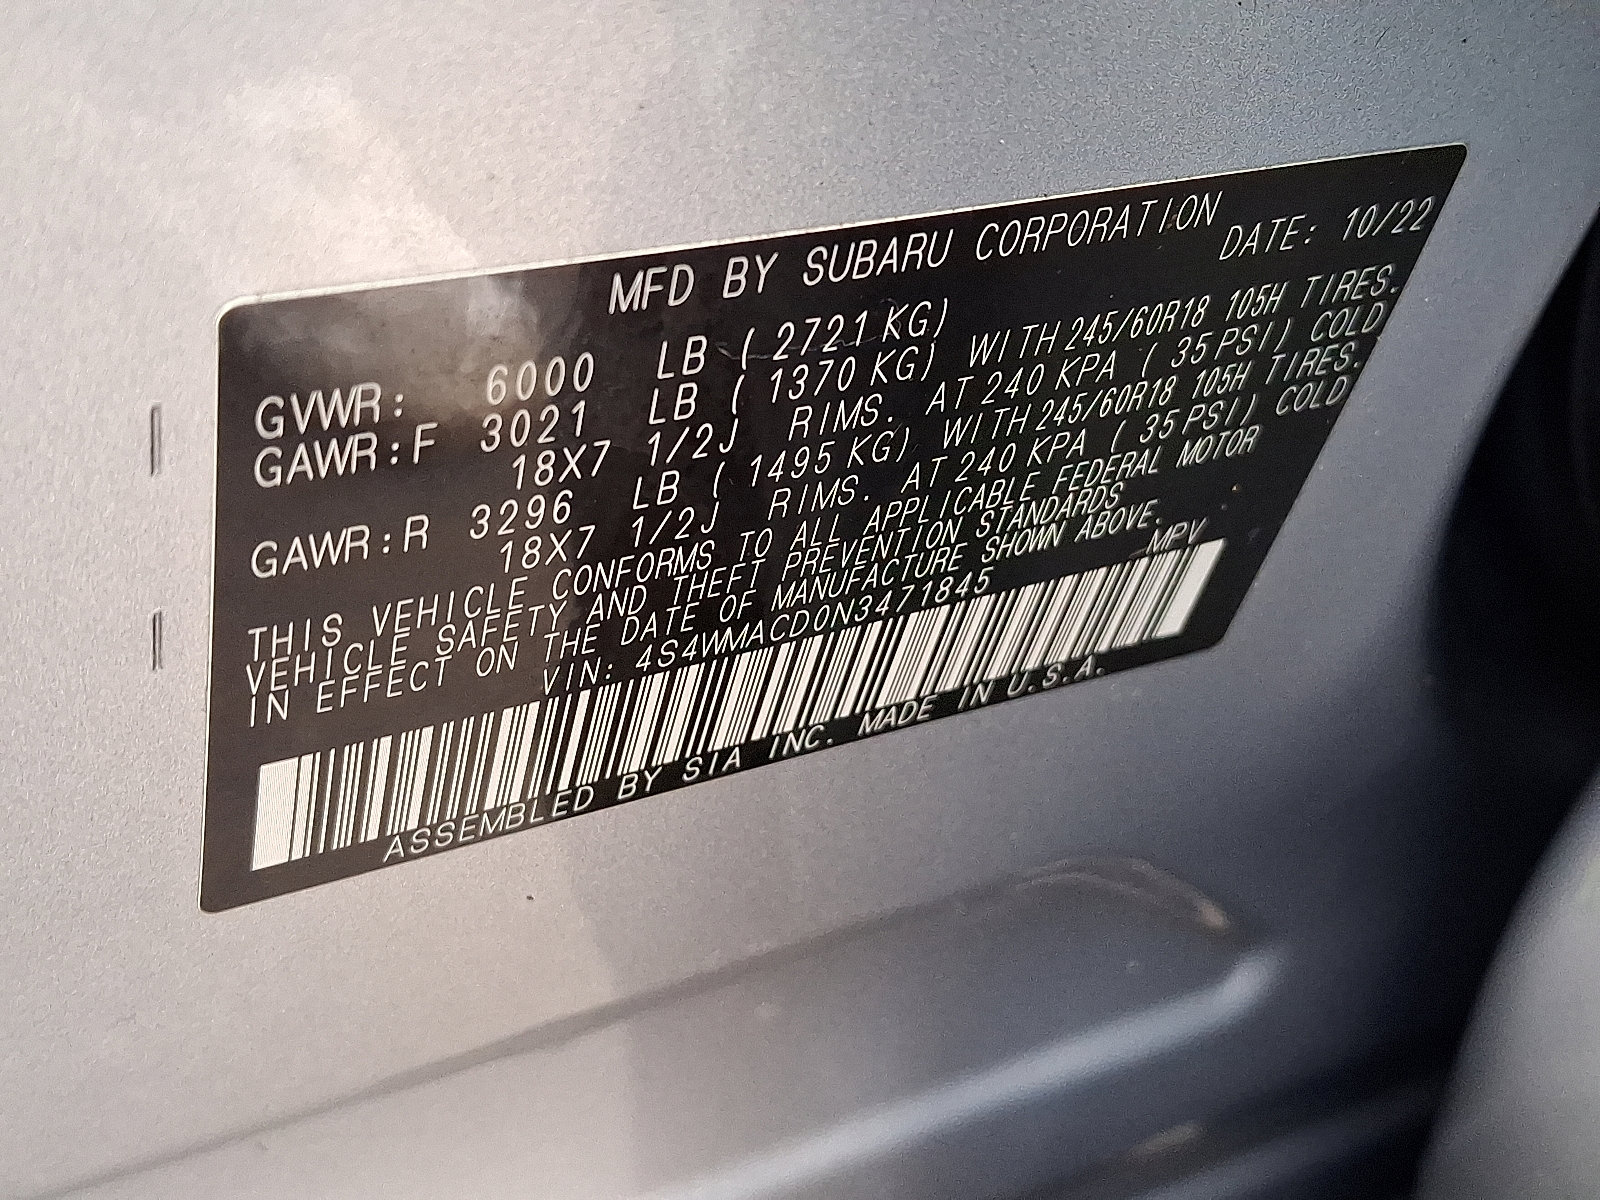 MFD BY SUBARU CORPORATION
DATE: 10/22
GVWR: 6000 LB (2721 KG)
GAWR:F 3021 LB (1370 KG) WITH 245/60R18 105H TIRES.
18X7 1/2J RIMS. AT 240 KPA (35 PSI) COLD
GAWR:R 3296 LB (1495 KG) WITH 245/60R18 105H TIRES.
18X7 1/2J RIMS. AT 240 KPA (35 PSI) COLD
THIS VEHICLE CONFORMS TO ALL APPLICABLE FEDERAL MOTOR
VEHICLE SAFETY AND THEFT PREVENTION STANDARDS
IN EFFECT ON THE DATE OF MANUFACTURE SHOWN ABOVE.
VIN: 4S4WMACD0N3471845 MPV
ASSEMBLED BY SIA INC. MADE IN U.S.A.